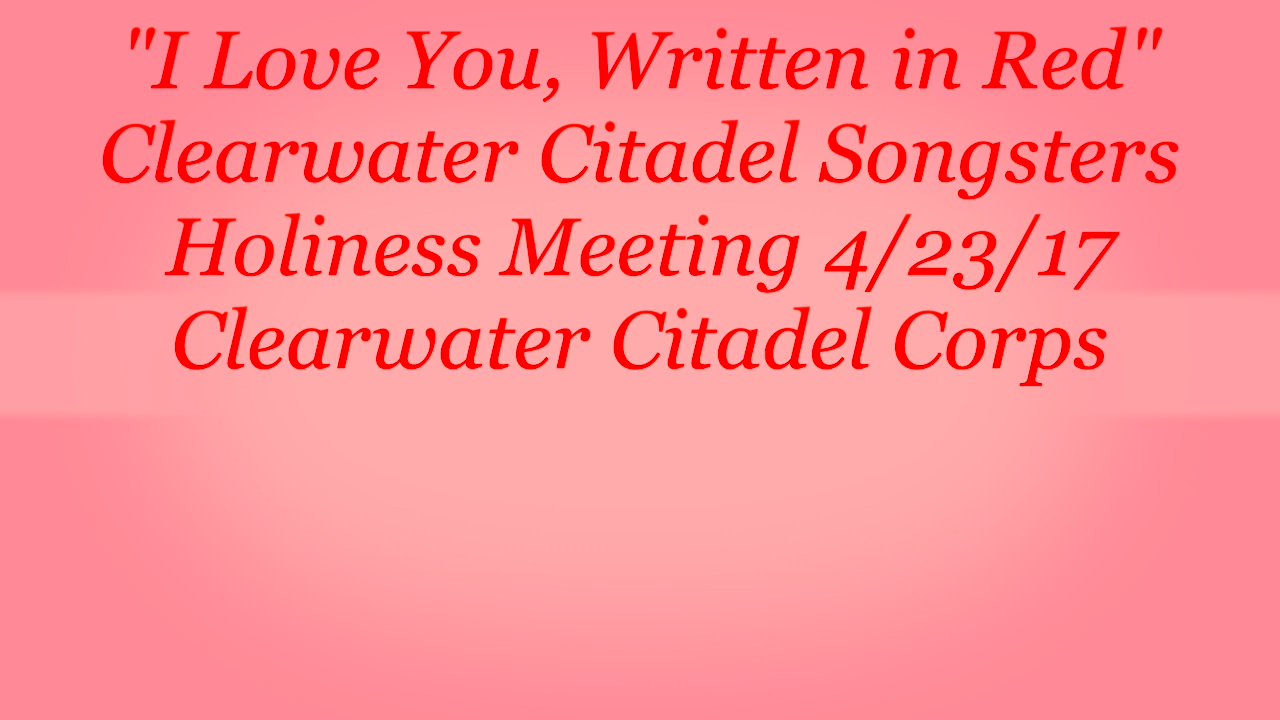 "I Love You, Written in Red"
Clearwater Citadel Songsters
Holiness Meeting 4/23/17
Clearwater Citadel Corps